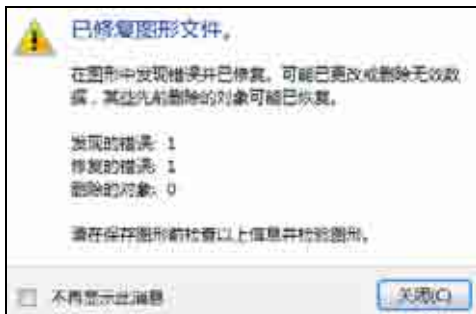 已修复图形文件。
在图形中发现错误并已修复。可能已更改或删除无效数
据，某些先前删除的对象可能已恢复。
发现的错误: 1
修复的错误: 1
删除的对象: 0
请在保存图形前检查以上信息并检验图形。
不再显示此消息
关闭(C)